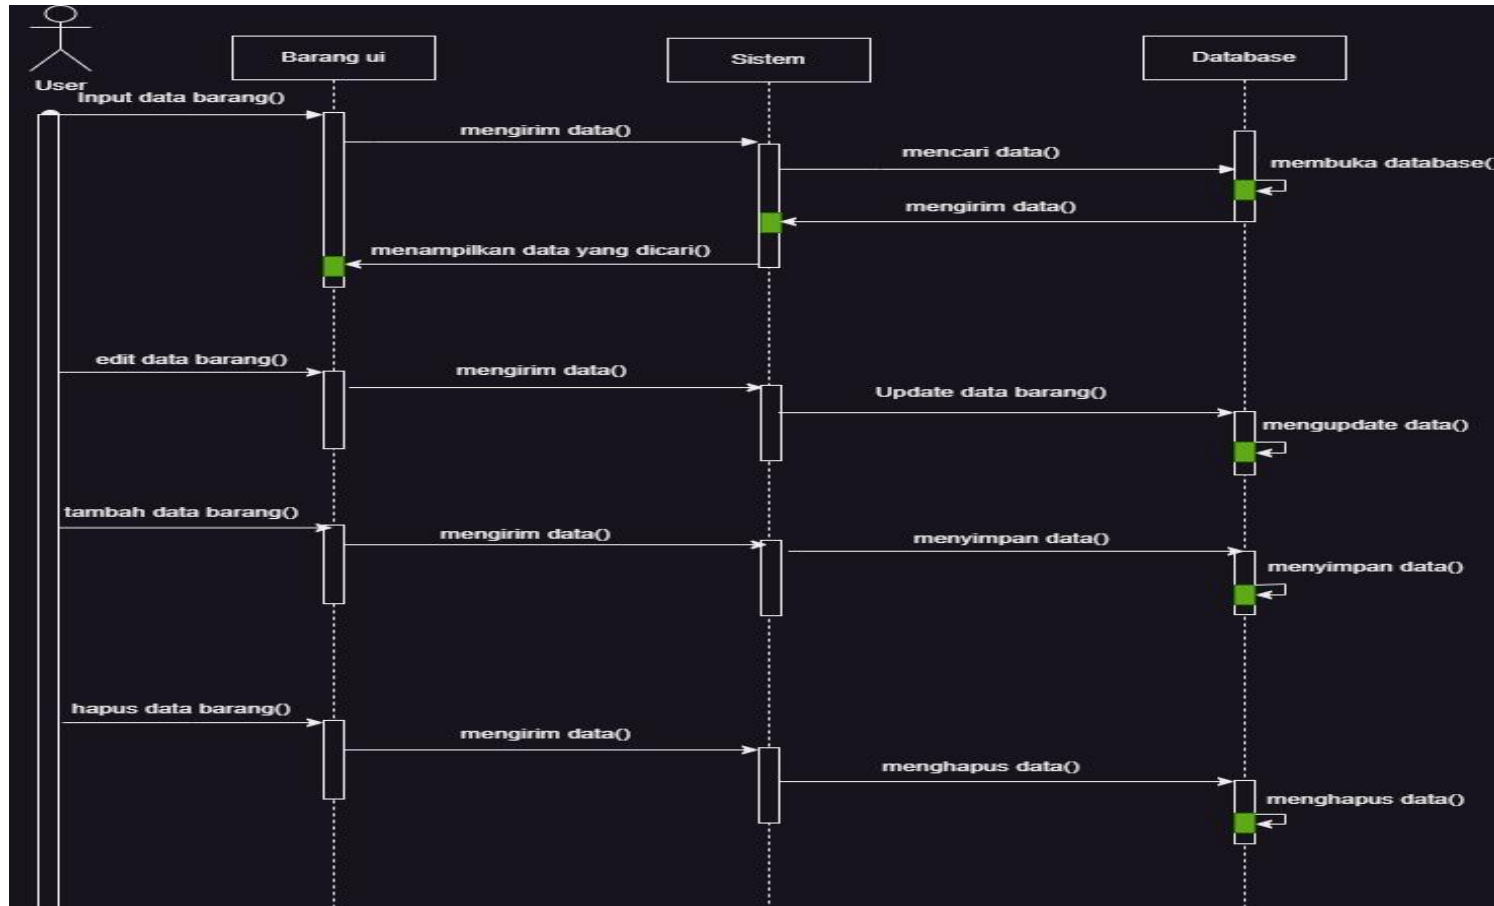 Barang ui
Sistem
Database
User
Input data barang()
mengirim data()
mencari data()
membuka database(
mengirim data()
menampilkan data yang dicari()
edit data barang()
mengirim data()
Update data barang()
mengupdate data()
tambah data barang()
mengirim data()
menyimpan data()
menyimpan data()
hapus data barang()
mengirim data()
menghapus data()
menghapus data()